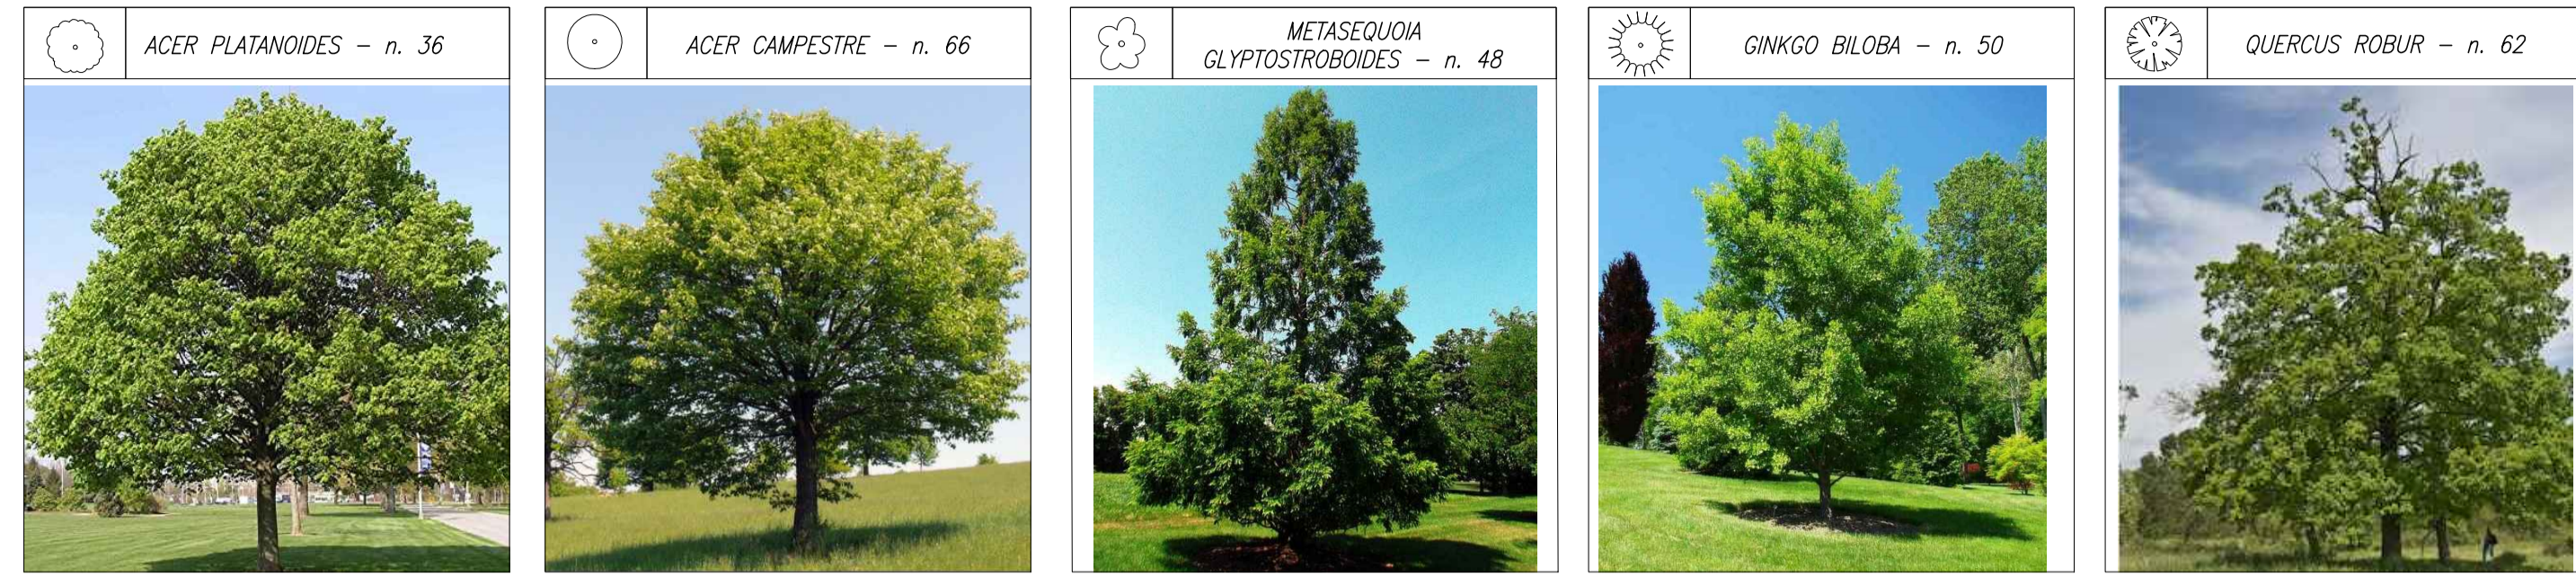 ACER PLATANOIDES – n. 36
ACER CAMPESTRE – n. 66
METASEQUOIA
GLYPTOSTROBOIDES – n. 48
GINKGO BILOBA – n. 50
QUERCUS ROBUR – n. 62